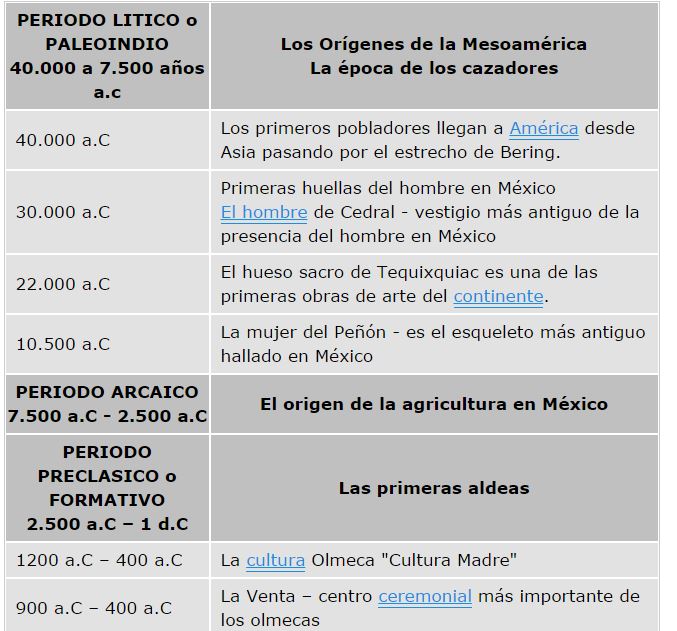 PERIODO LITICO o
PALEOINDIO
40.000 a 7.500 años
a.c
Los Orígenes de la Mesoamérica
La época de los cazadores
40.000 a.C
Los primeros pobladores llegan a América desde
Asia pasando por el estrecho de Bering.
30.000 a.C
Primeras huellas del hombre en México
El hombre de Cedral - vestigio más antiguo de la
presencia del hombre en México
22.000 a.C
El hueso sacro de Tequixquiac es una de las
primeras obras de arte del continente.
10.500 a.C
La mujer del Peñón - es el esqueleto más antiguo
hallado en México
PERIODO ARCAICO
7.500 a.C - 2.500 a.C
El origen de la agricultura en México
PERIODO
PRECLASICO o
FORMATIVO
2.500 a.C – 1 d.C
Las primeras aldeas
1200 a.C – 400 a.C
La cultura Olmeca "Cultura Madre"
900 a.C – 400 a.C
La Venta – centro ceremonial más importante de
los olmecas